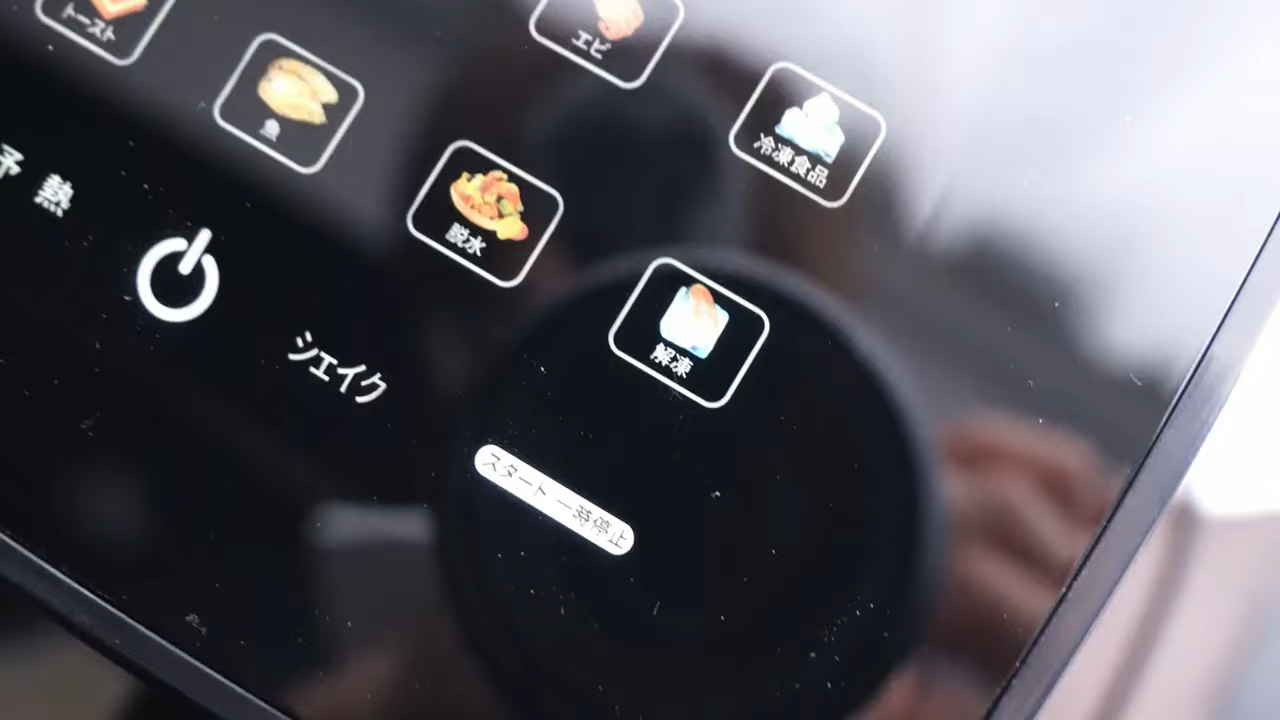 トースト
エビ
魚
冷凍食品
脱水
解凍
予熱
シエイク
スタート 一時停止